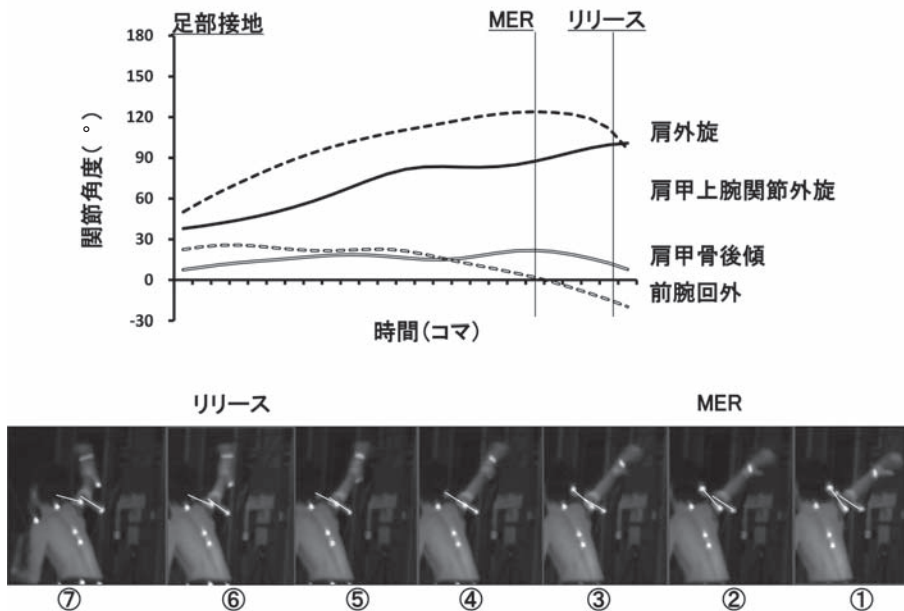 足部接地 MER リリース
180
150
120
90
60
30
0
-30
関節角度(°)
肩外旋
肩甲上腕関節外旋
肩甲骨後傾
前腕回外
時間(コマ)
リリース MER
⑦ ⑥ ⑤ ④ ③ ② ①